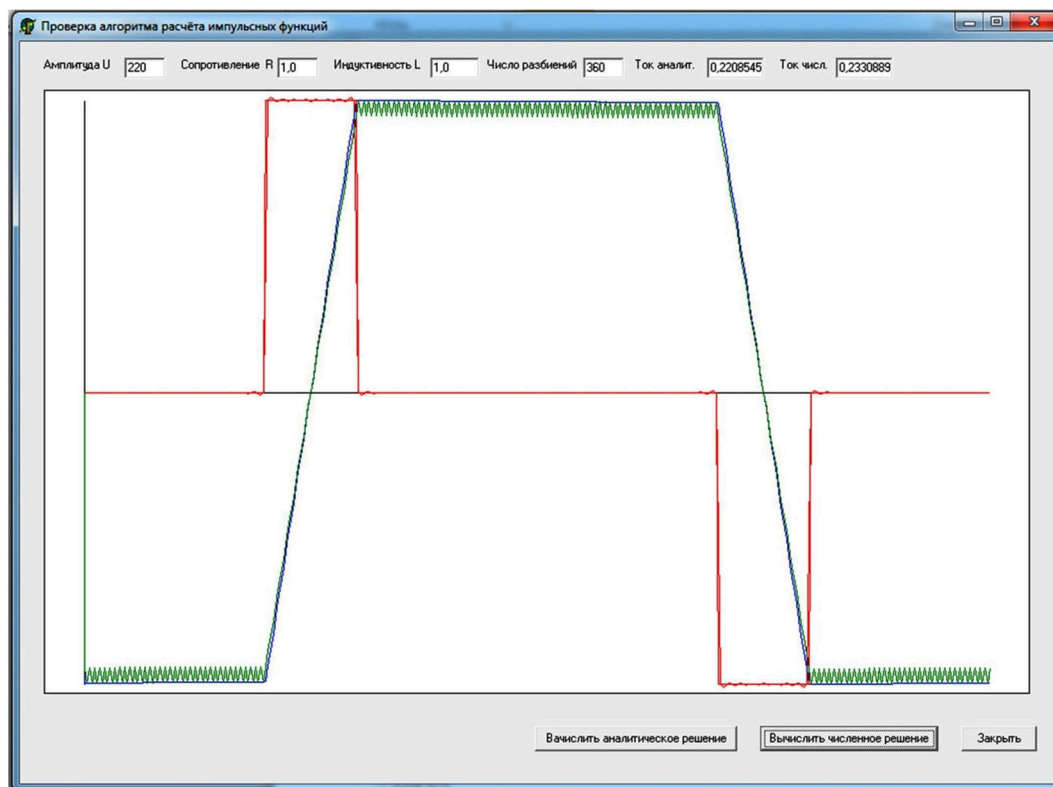 Проверка алгоритма расчёта импульсных функций
Амплитуда U 220 Сопротивление R 1,0 Индуктивность L 1,0 Число разбиений 360 Ток аналит. 0,2208545 Ток числ. 0,2330889
Вачислить аналитическое решение Вычислить численное решение Закрыть